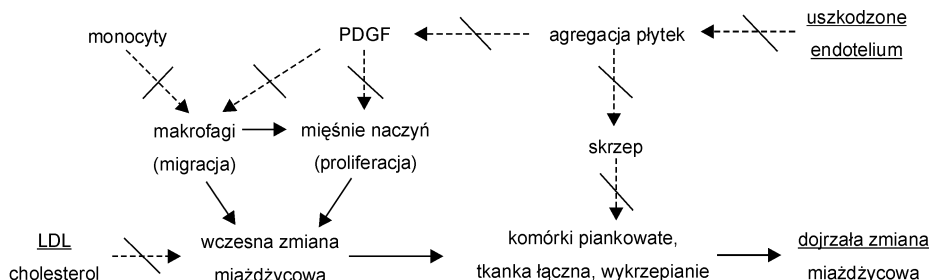 uszkodzone
endotelium
monocyty
PDGF
agregacja płytek
makrofagi
(migracja)
mięśnie naczyń
(proliferacja)
skrzep
LDL
cholesterol
wczesna zmiana
miażdżycowa
komórki piankowate,
tkanka łączna, wykrzepianie
dojrzała zmiana
miażdżycowa